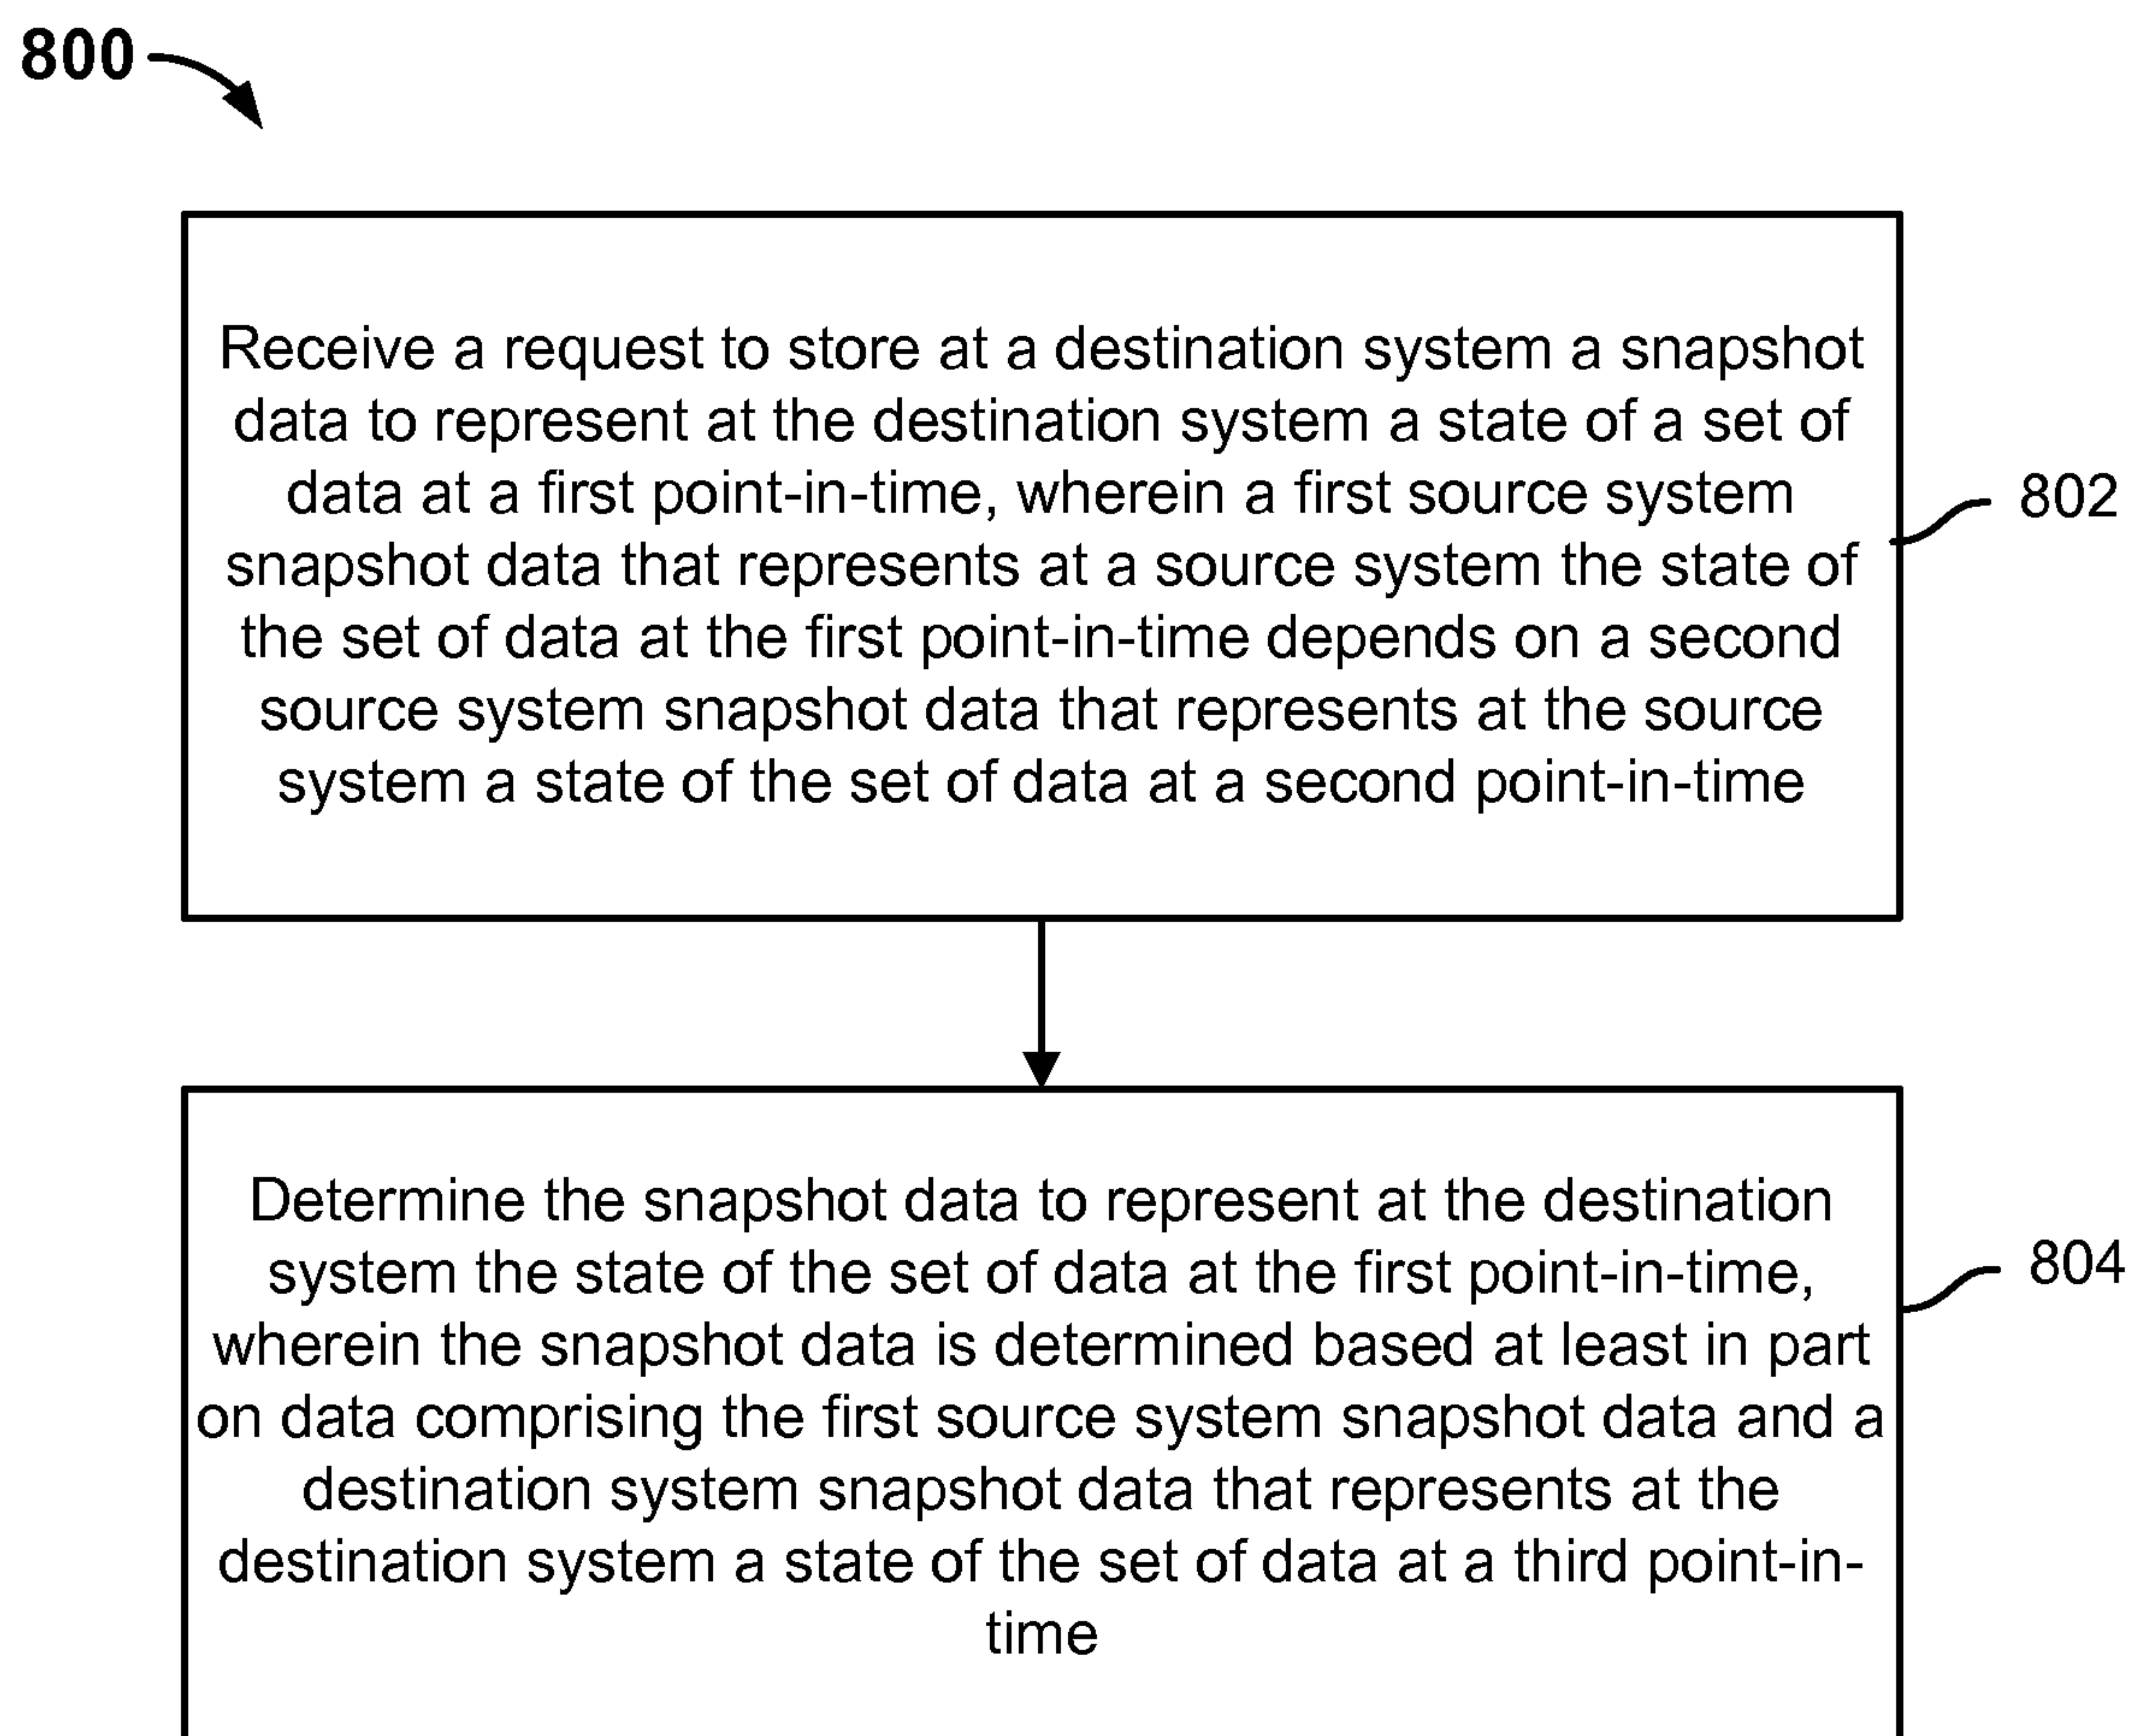 800
Receive a request to store at a destination system a snapshot
data to represent at the destination system a state of a set of
data at a first point-in-time, wherein a first source system
snapshot data that represents at a source system the state of
the set of data at the first point-in-time depends on a second
source system snapshot data that represents at the source
system a state of the set of data at a second point-in-time
802
Determine the snapshot data to represent at the destination
system the state of the set of data at the first point-in-time,
wherein the snapshot data is determined based at least in part
on data comprising the first source system snapshot data and a
destination system snapshot data that represents at the
destination system a state of the set of data at a third point-in-
time
804